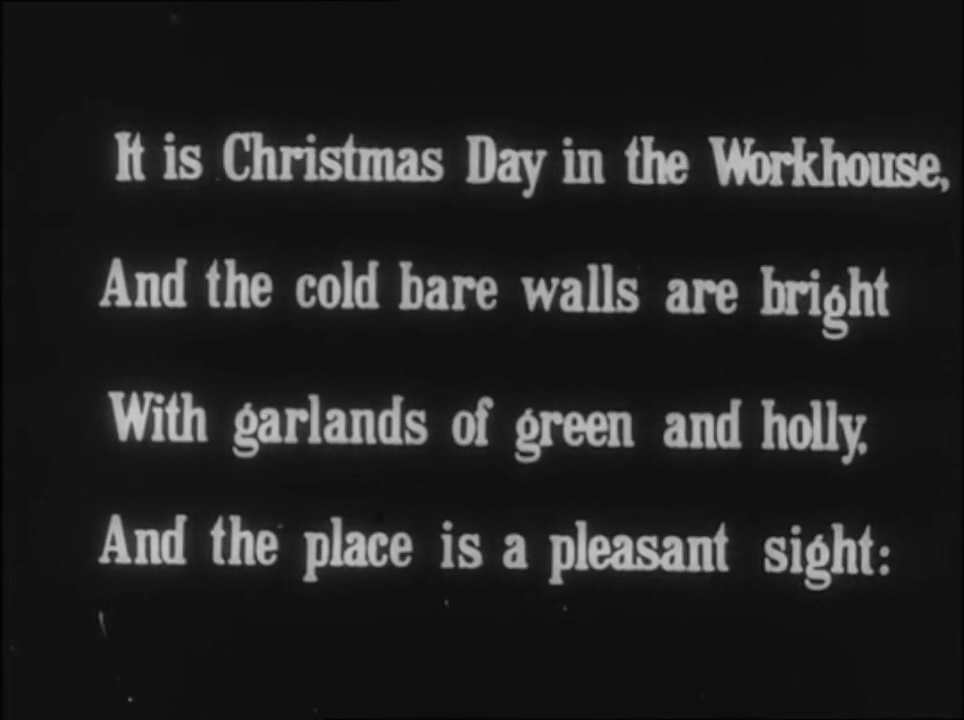 It is Christmas Day in the Workhouse,
And the cold bare walls are bright
With garlands of green and holly,
And the place is a pleasant sight: